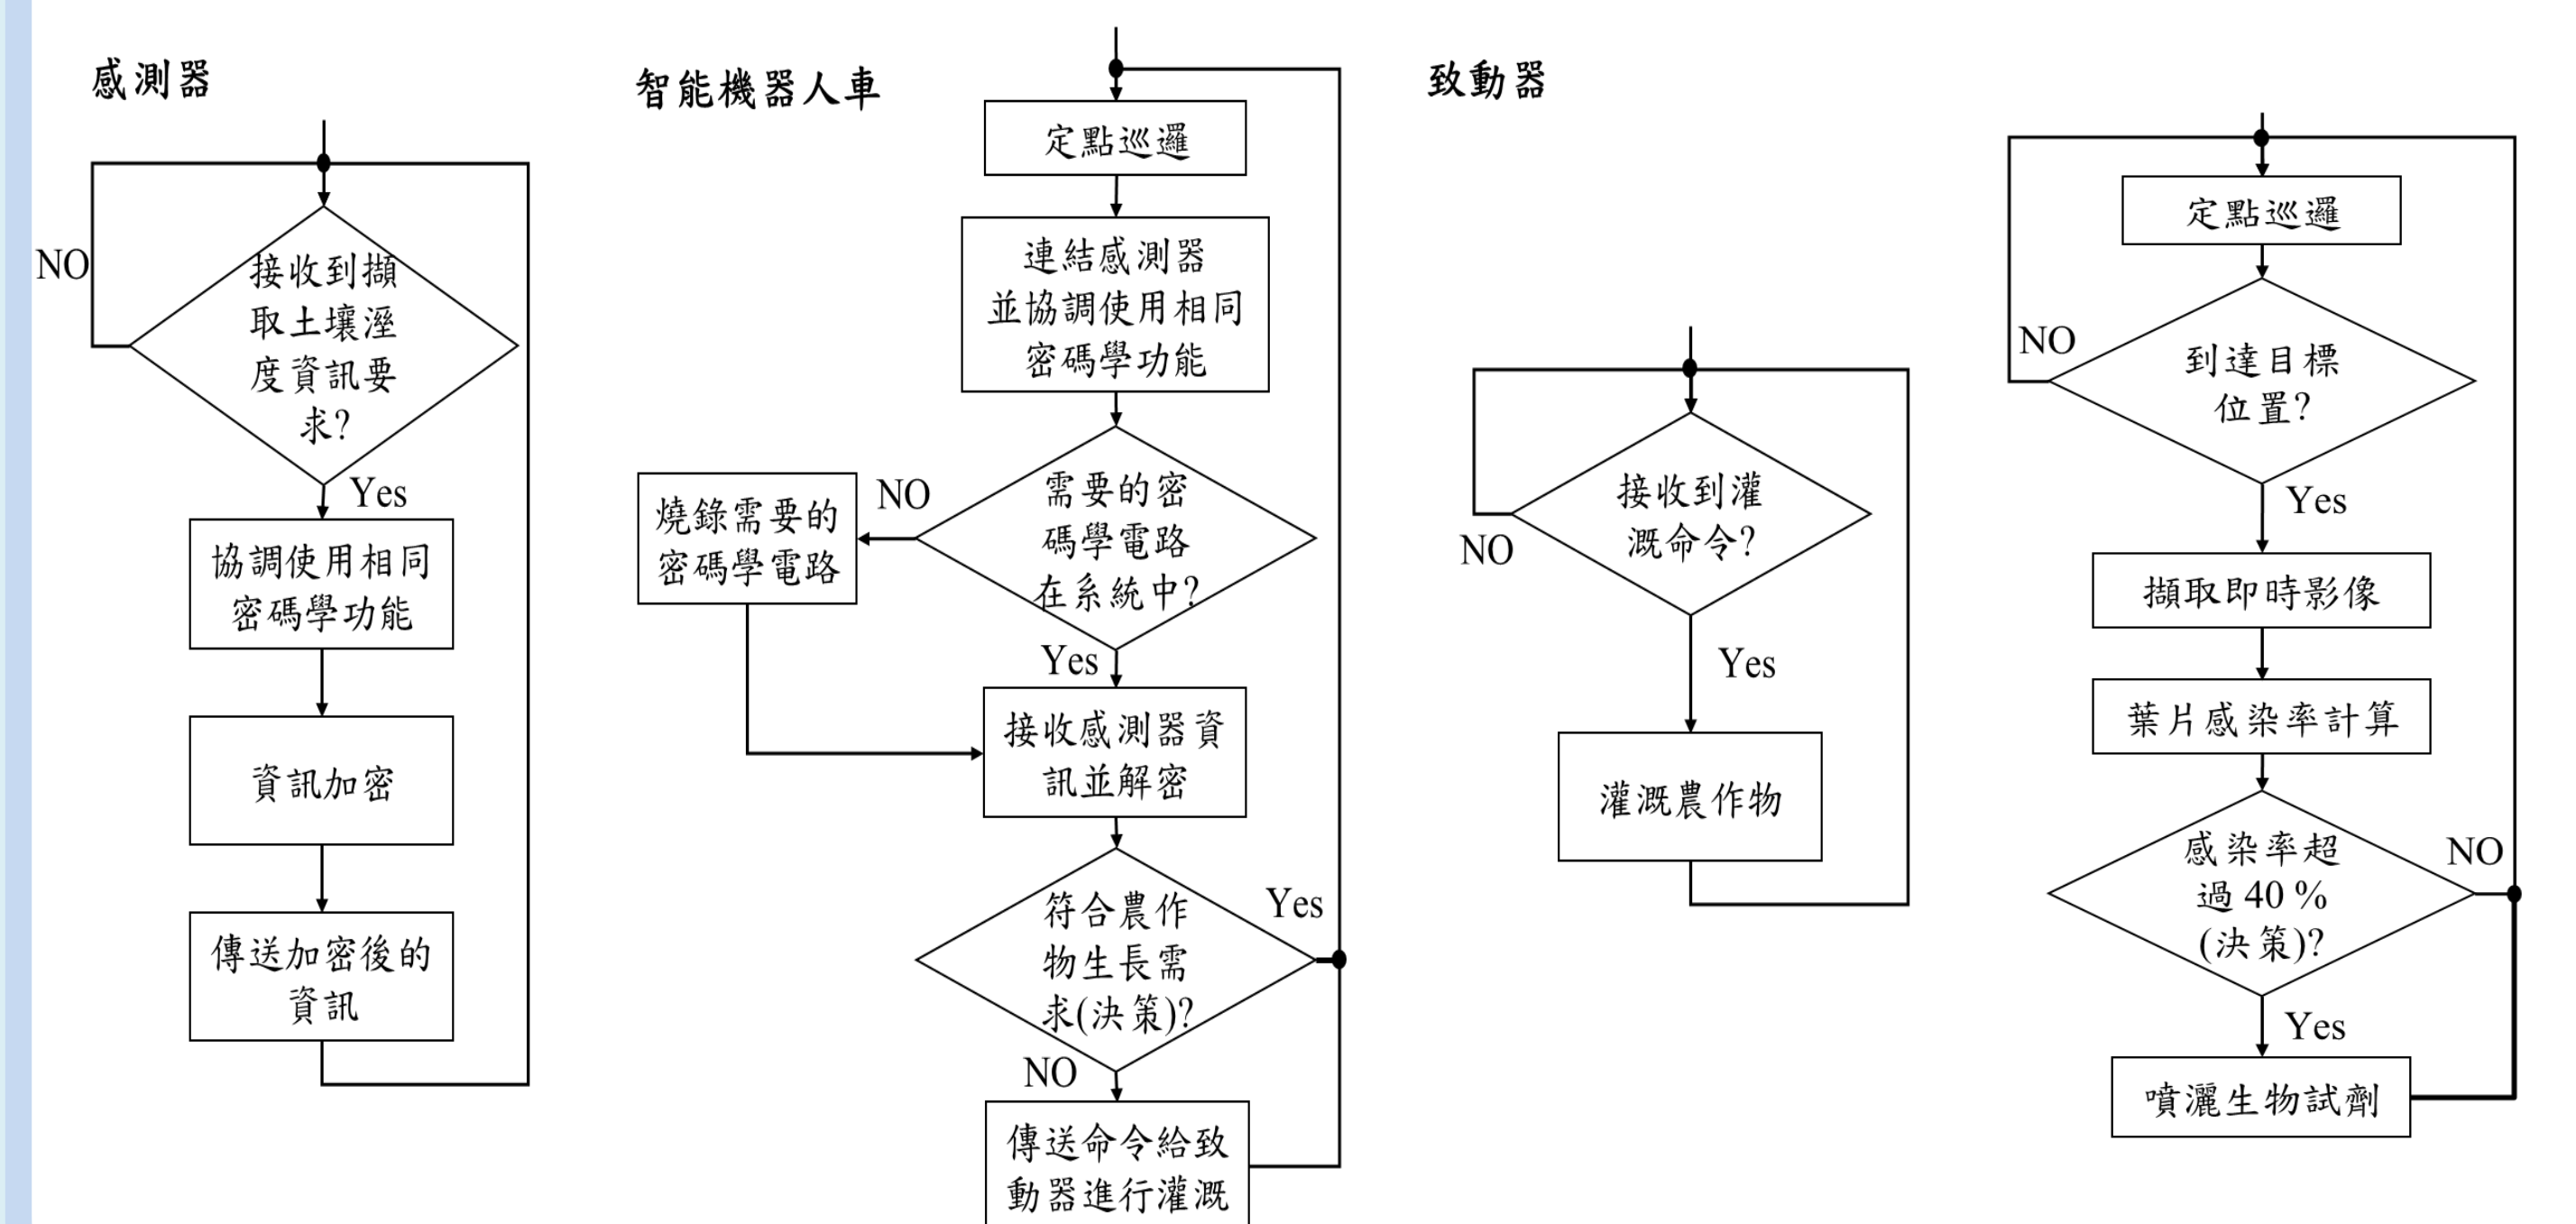 感測器
NO
接收到擷
取土壤溼
度資訊要
求?
Yes
協調使用相同
密碼學功能
資訊加密
傳送加密後的
資訊
智能機器人車
定點巡邏
連結感測器
並協調使用相同
密碼學功能
需要的密
碼學電路
在系統中?
NO
燒錄需要的
密碼學電路
Yes
接收感測器資
訊並解密
符合農作
物生長需
求(決策)?
Yes
NO
傳送命令給致
動器進行灌溉
致動器
接收到灌
溉命令?
NO
Yes
灌溉農作物
定點巡邏
NO
到達目標
位置?
Yes
擷取即時影像
葉片感染率計算
感染率超
過 40 %
(決策)?
NO
Yes
噴灑生物試劑